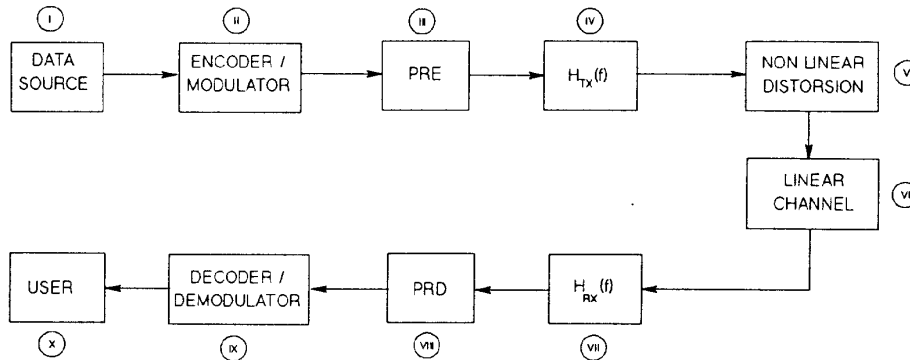 I
II
III
IV
DATA
SOURCE
ENCODER /
MODULATOR
PRE
H_TX(f)
NON LINEAR
DISTORSION
V
LINEAR
CHANNEL
VI
USER
DECODER /
DEMODULATOR
PRD
H_RX(f)
X
IX
VIII
VII